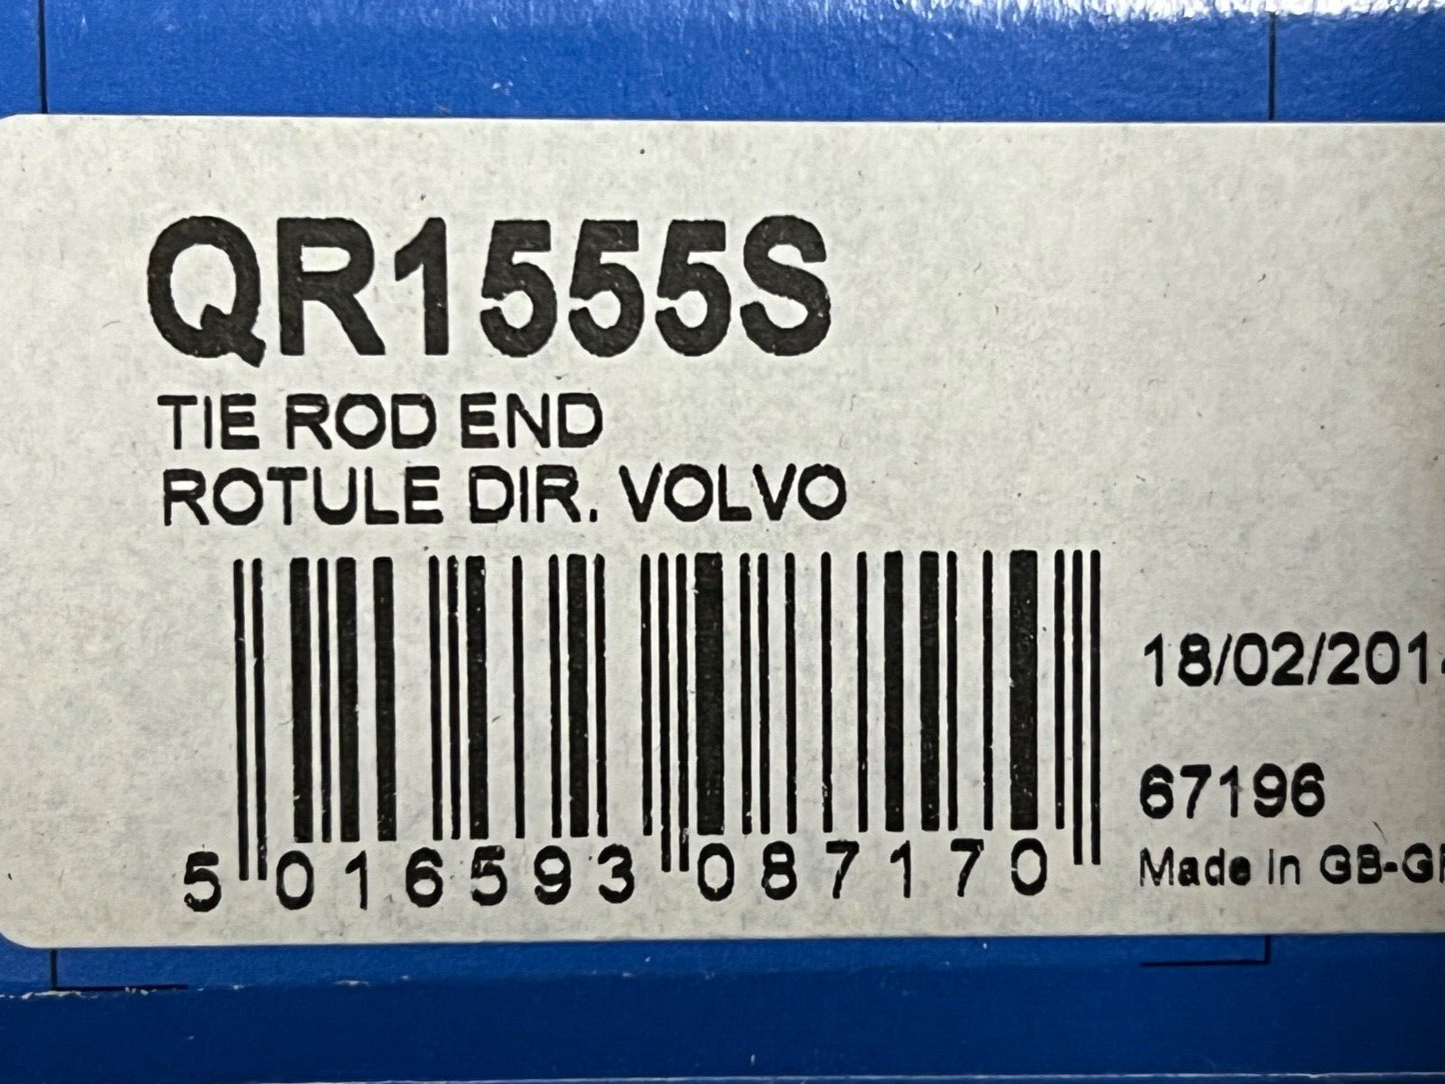 QR1555S
TIE ROD END
ROTULE DIR. VOLVO
5 016593 087170
18/02/201
67196
Made in GB-G